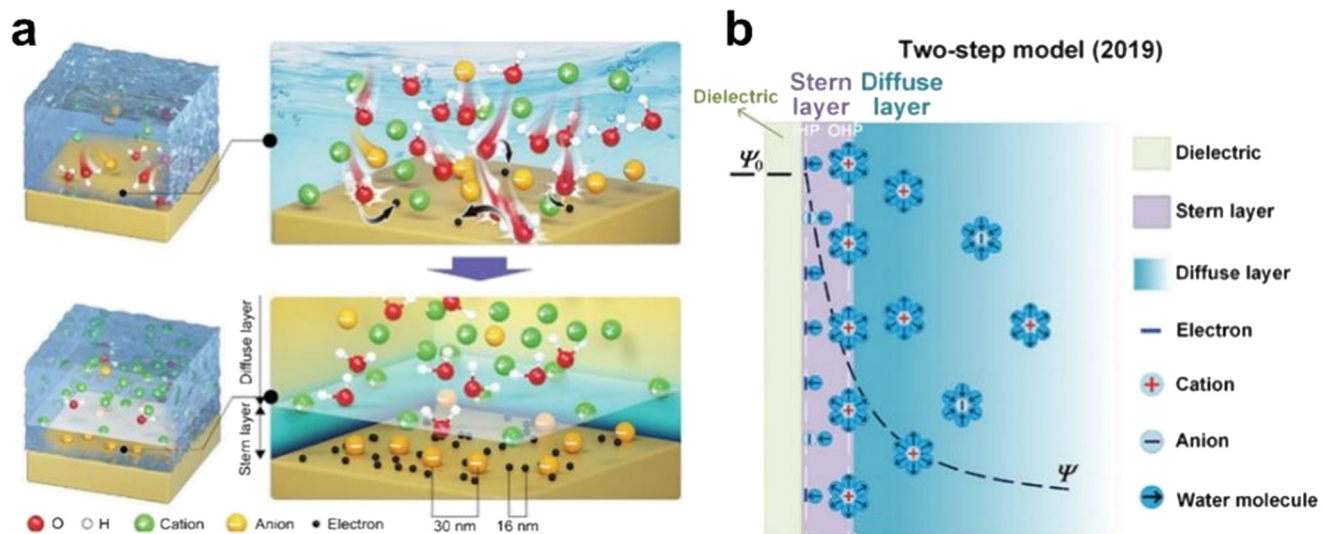 a
Diffuse layer
Stern layer
30 nm
16 nm
O
H
Cation
Anion
Electron
b
Two-step model (2019)
Dielectric
Stern
layer
Diffuse
layer
IHP OHP
Ψ0
Ψ
Dielectric
Stern layer
Diffuse layer
Electron
Cation
Anion
Water molecule